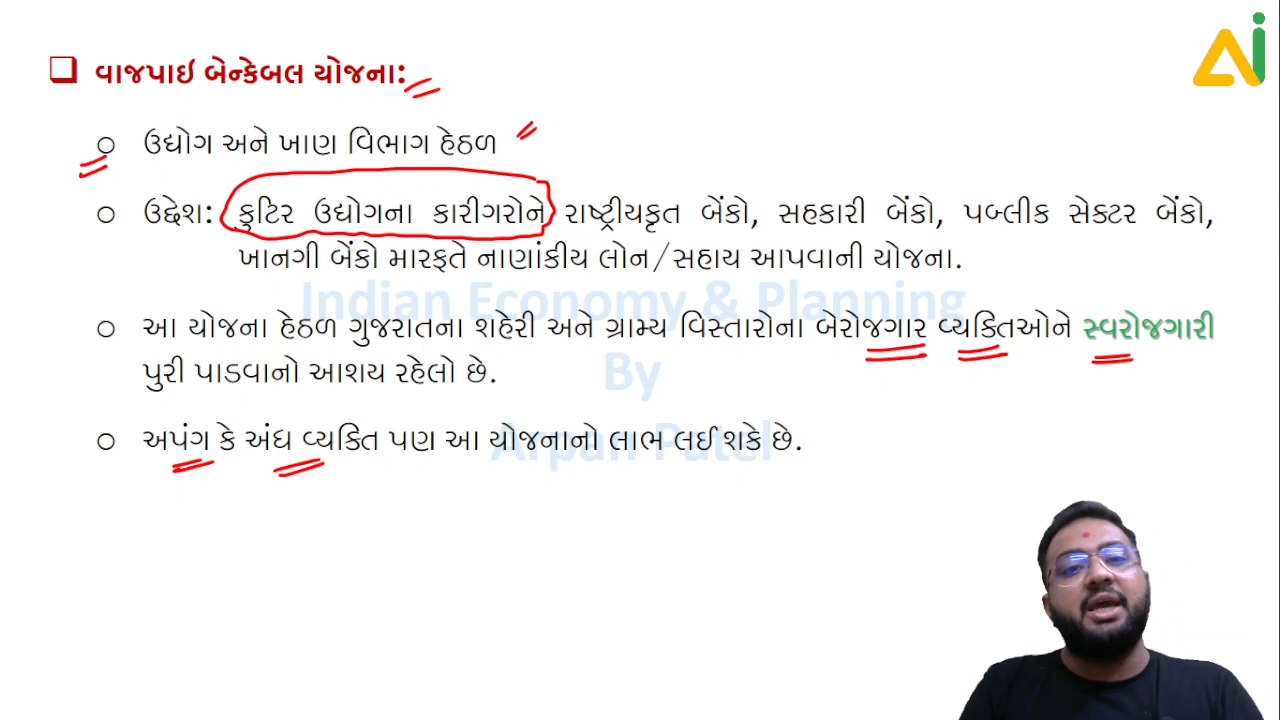 વાજપાઇ બેન્કેબલ યોજના:
ઉદ્યોગ અને ખાણ વિભાગ હેઠળ
ઉદ્દેશ: કુટિર ઉદ્યોગના કારીગરોને રાષ્ટ્રીયકૃત બેંકો, સહકારી બેંકો, પબ્લીક સેક્ટર બેંકો,
ખાનગી બેંકો મારફતે નાણાંકીય લોન/સહાય આપવાની યોજના.
Indian Economy & Planning
આ યોજના હેઠળ ગુજરાતના શહેરી અને ગ્રામ્ય વિસ્તારોના બેરોજગાર વ્યક્તિઓને સ્વરોજગારી
પુરી પાડવાનો આશય રહેલો છે.
By
અપંગ કે અંધ વ્યક્તિ પણ આ યોજનાનો લાભ લઈ શકે છે.
Arpan Patel